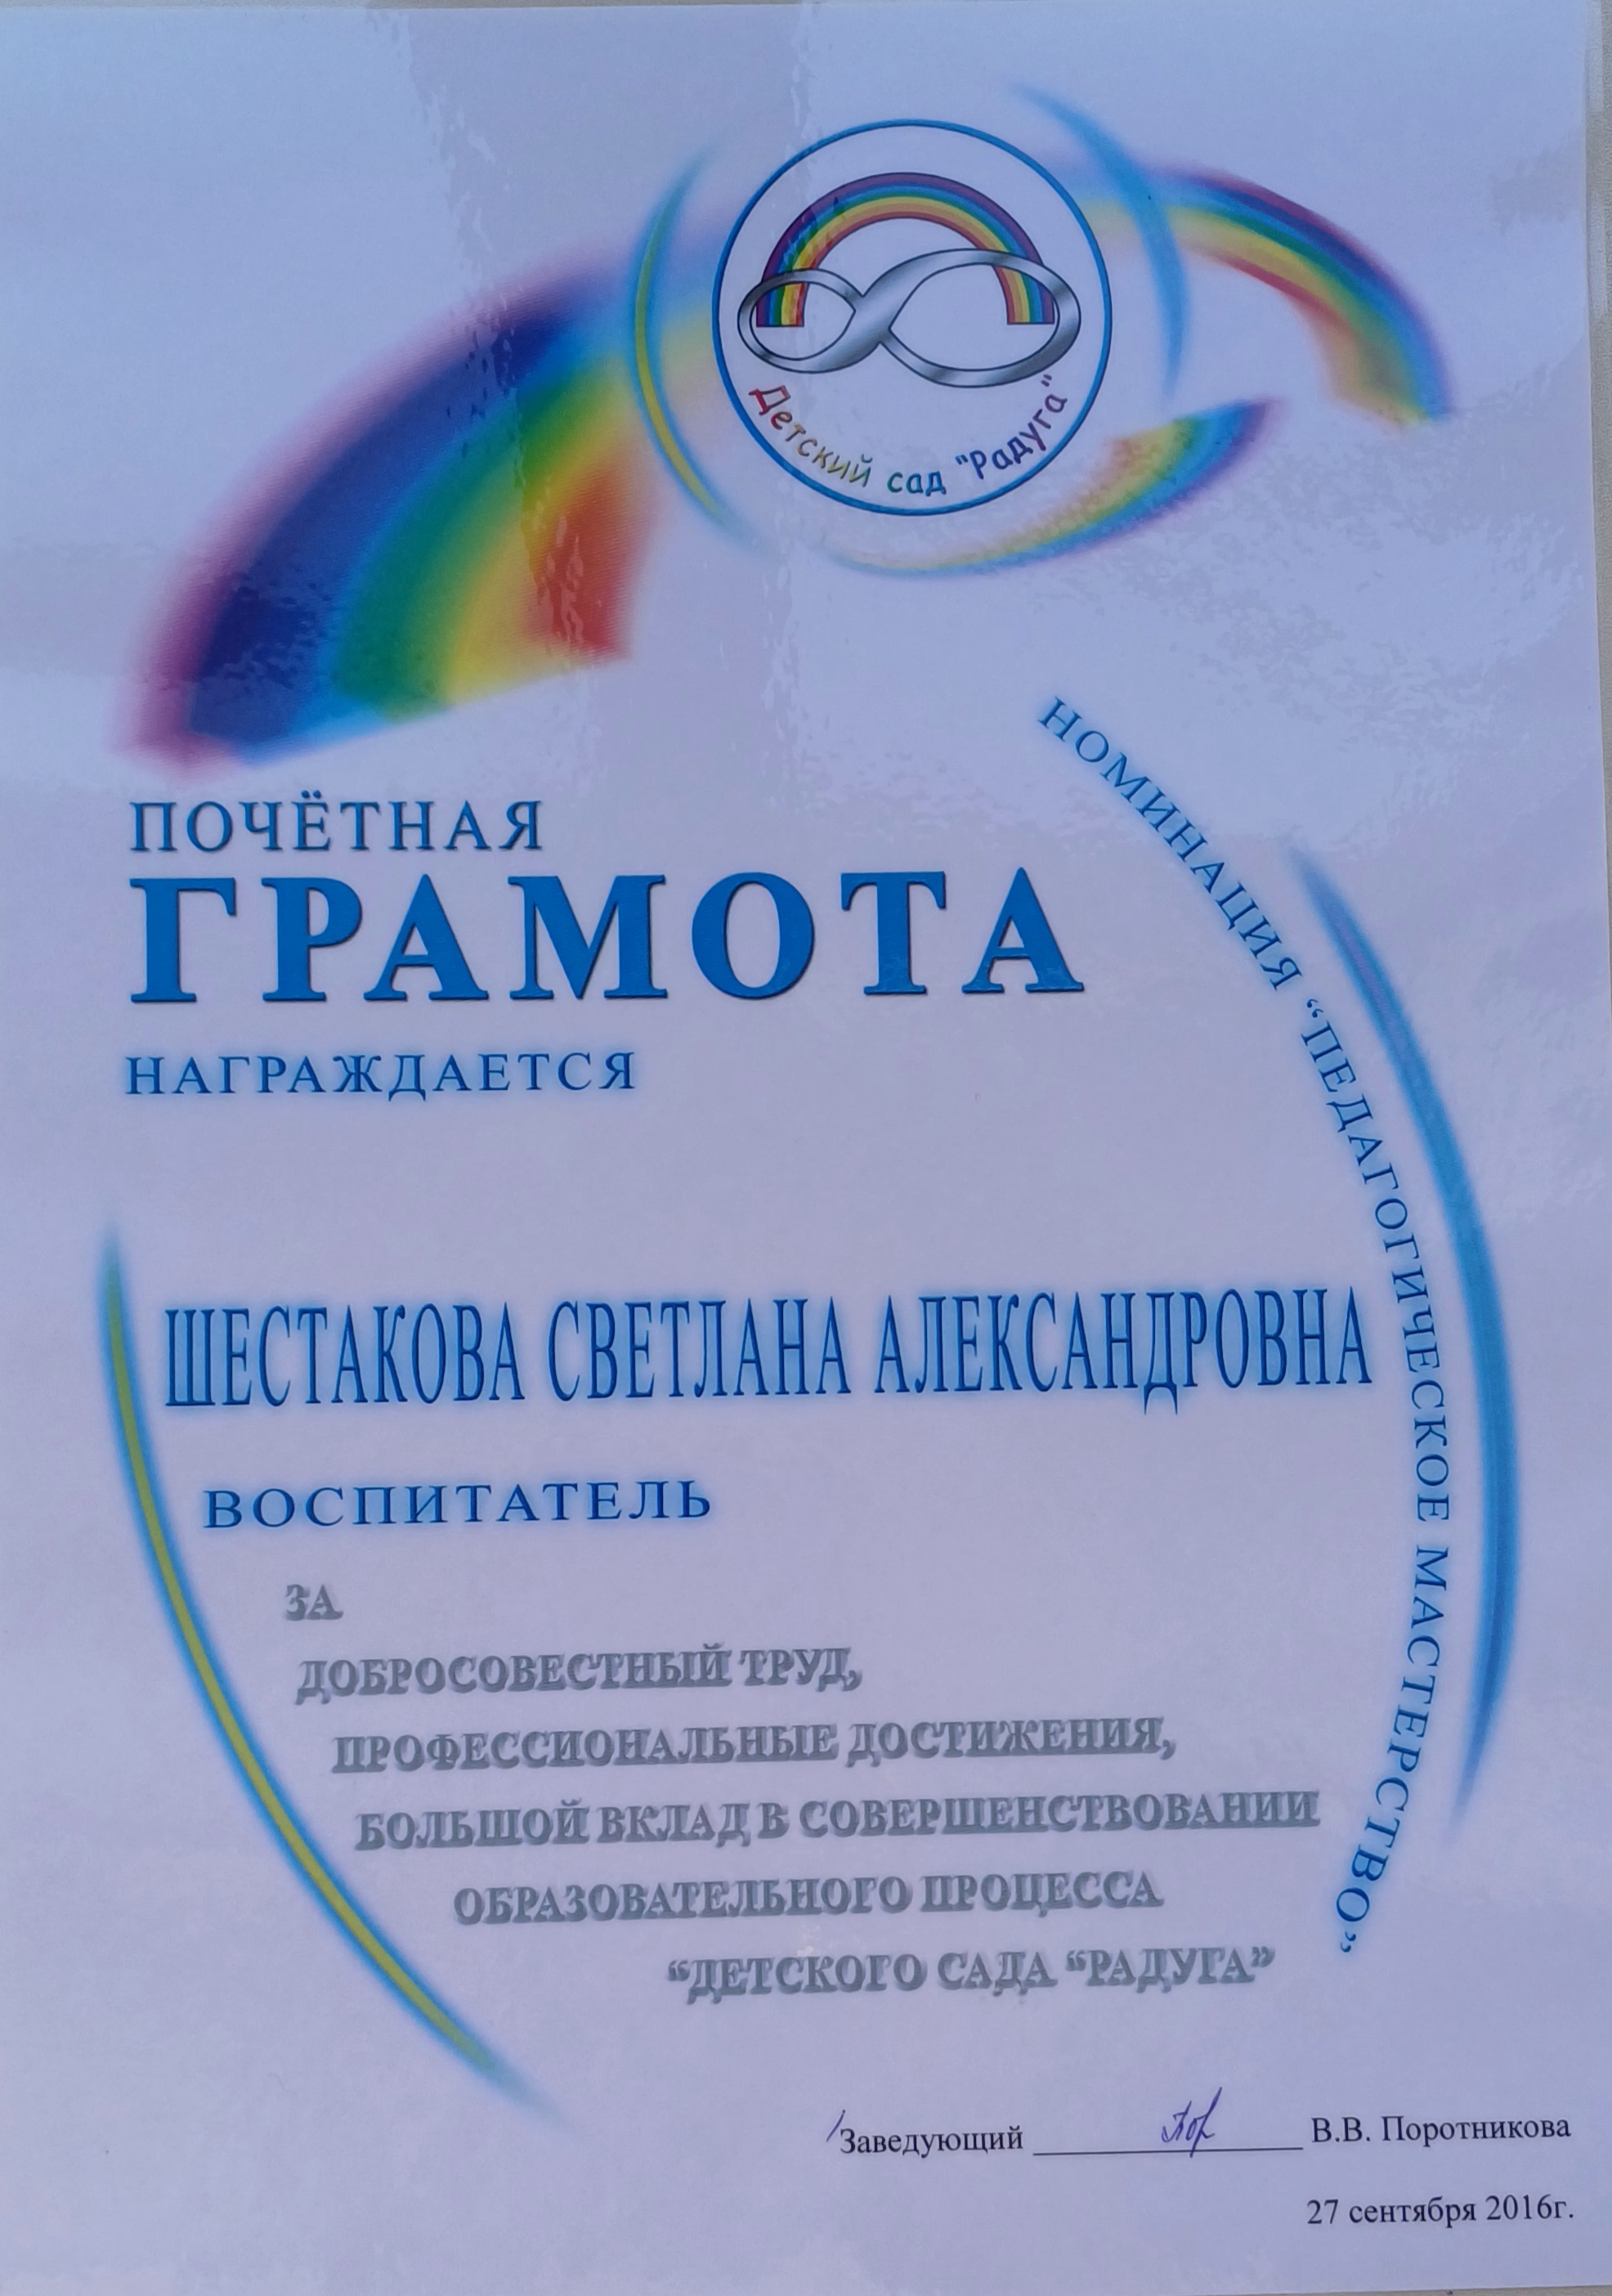 Детский сад "Радуга"
ПОЧЁТНАЯ
ГРАМОТА
НАГРАЖДАЕТСЯ
НОМИНАЦИЯ “ПЕДАГОГИЧЕСКОЕ МАСТЕРСТВО”
ШЕСТАКОВА СВЕТЛАНА АЛЕКСАНДРОВНА
ВОСПИТАТЕЛЬ
ЗА
ДОБРОСОВЕСТНЫЙ ТРУД,
ПРОФЕССИОНАЛЬНЫЕ ДОСТИЖЕНИЯ,
БОЛЬШОЙ ВКЛАД В СОВЕРШЕНСТВОВАНИИ
ОБРАЗОВАТЕЛЬНОГО ПРОЦЕССА
“ДЕТСКОГО САДА “РАДУГА”
Заведующий В.В. Поротникова
27 сентября 2016г.